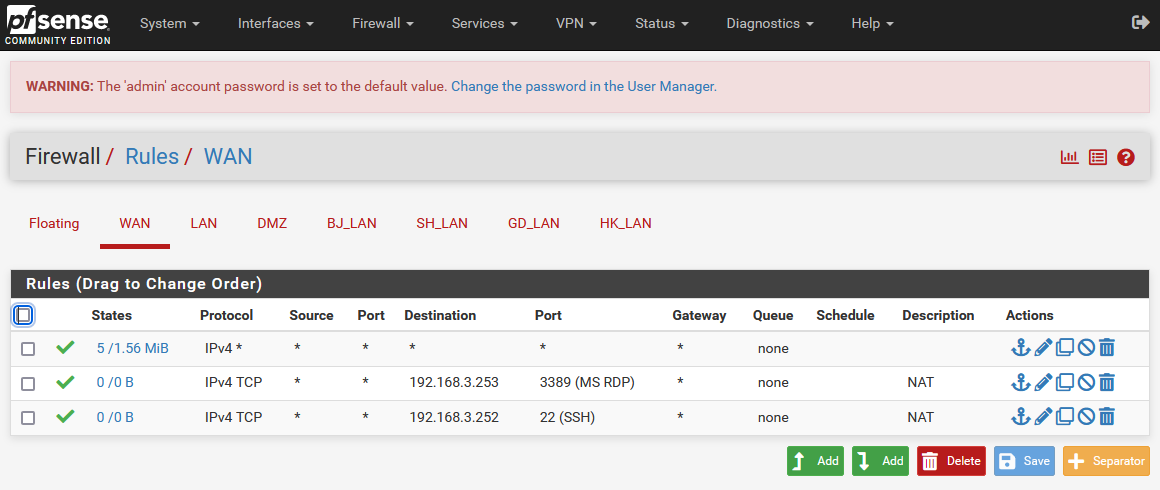 pfsense
COMMUNITY EDITION
System Interfaces Firewall Services VPN Status Diagnostics Help
WARNING: The 'admin' account password is set to the default value. Change the password in the User Manager.
Firewall / Rules / WAN
Floating WAN LAN DMZ BJ_LAN SH_LAN GD_LAN HK_LAN
Rules (Drag to Change Order)
States Protocol Source Port Destination Port Gateway Queue Schedule Description Actions
5 /1.56 MiB IPv4 * * * * * * none
0 /0 B IPv4 TCP * * 192.168.3.253 3389 (MS RDP) * none NAT
0 /0 B IPv4 TCP * * 192.168.3.252 22 (SSH) * none NAT
Add Add Delete Save Separator